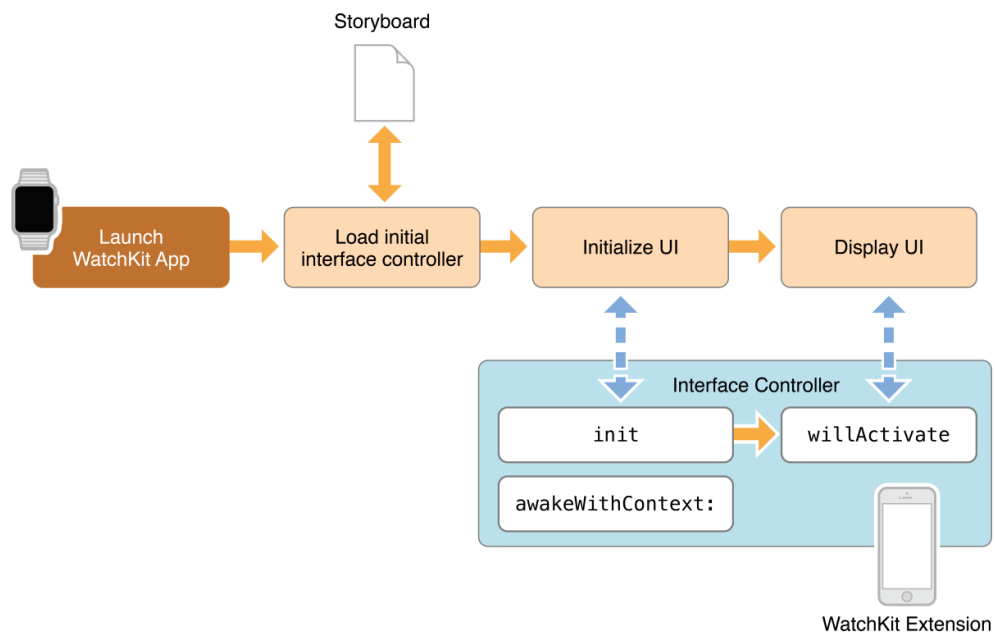 Storyboard
Launch
WatchKit App
Load initial
interface controller
Initialize UI
Display UI
Interface Controller
init
willActivate
awakeWithContext:
WatchKit Extension